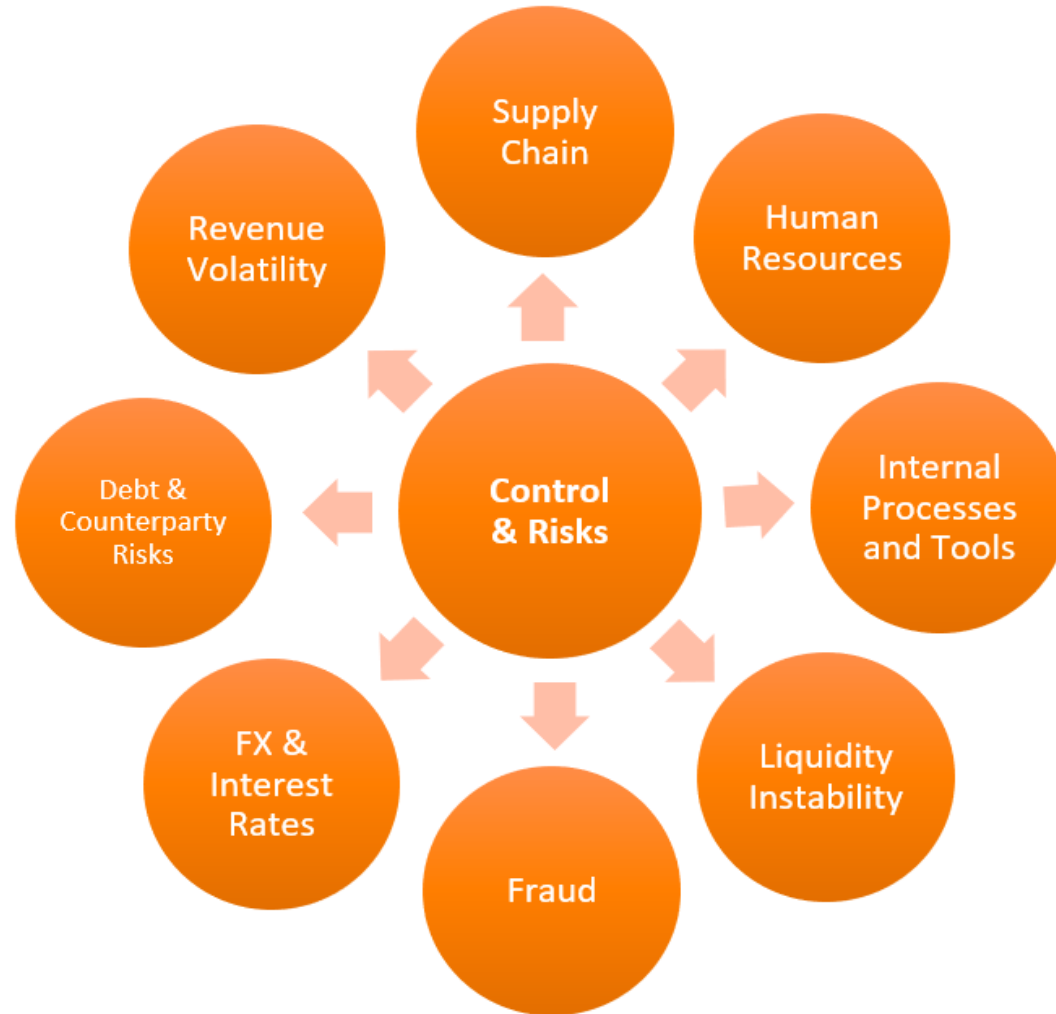 Supply
Chain
Human
Resources
Internal
Processes
and Tools
Liquidity
Instability
Fraud
FX &
Interest
Rates
Debt &
Counterparty
Risks
Revenue
Volatility
Control
& Risks